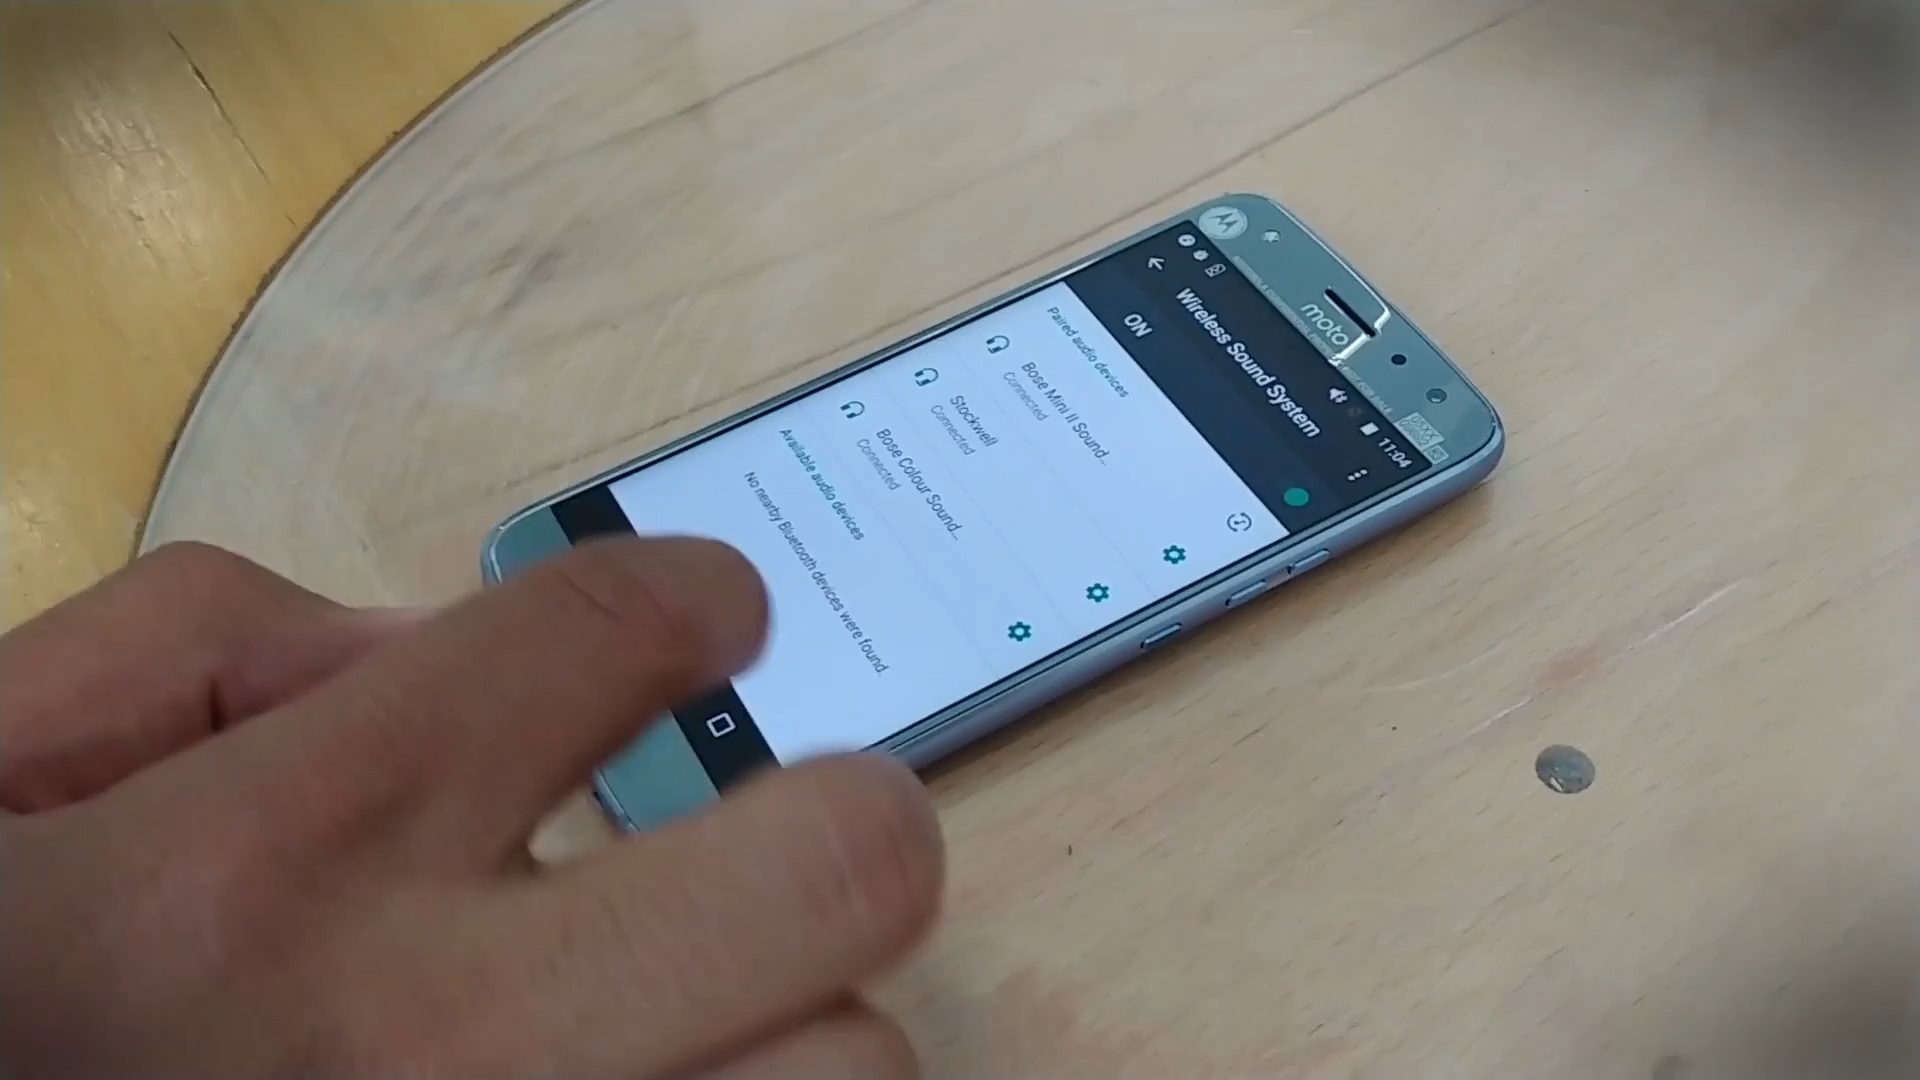 moto
11:04
Wireless Sound System
ON
Paired audio devices
Bose Mini II Sound...
Connected
Stockwell
Connected
Bose Colour Sound...
Connected
Available audio devices
No nearby Bluetooth devices were found.